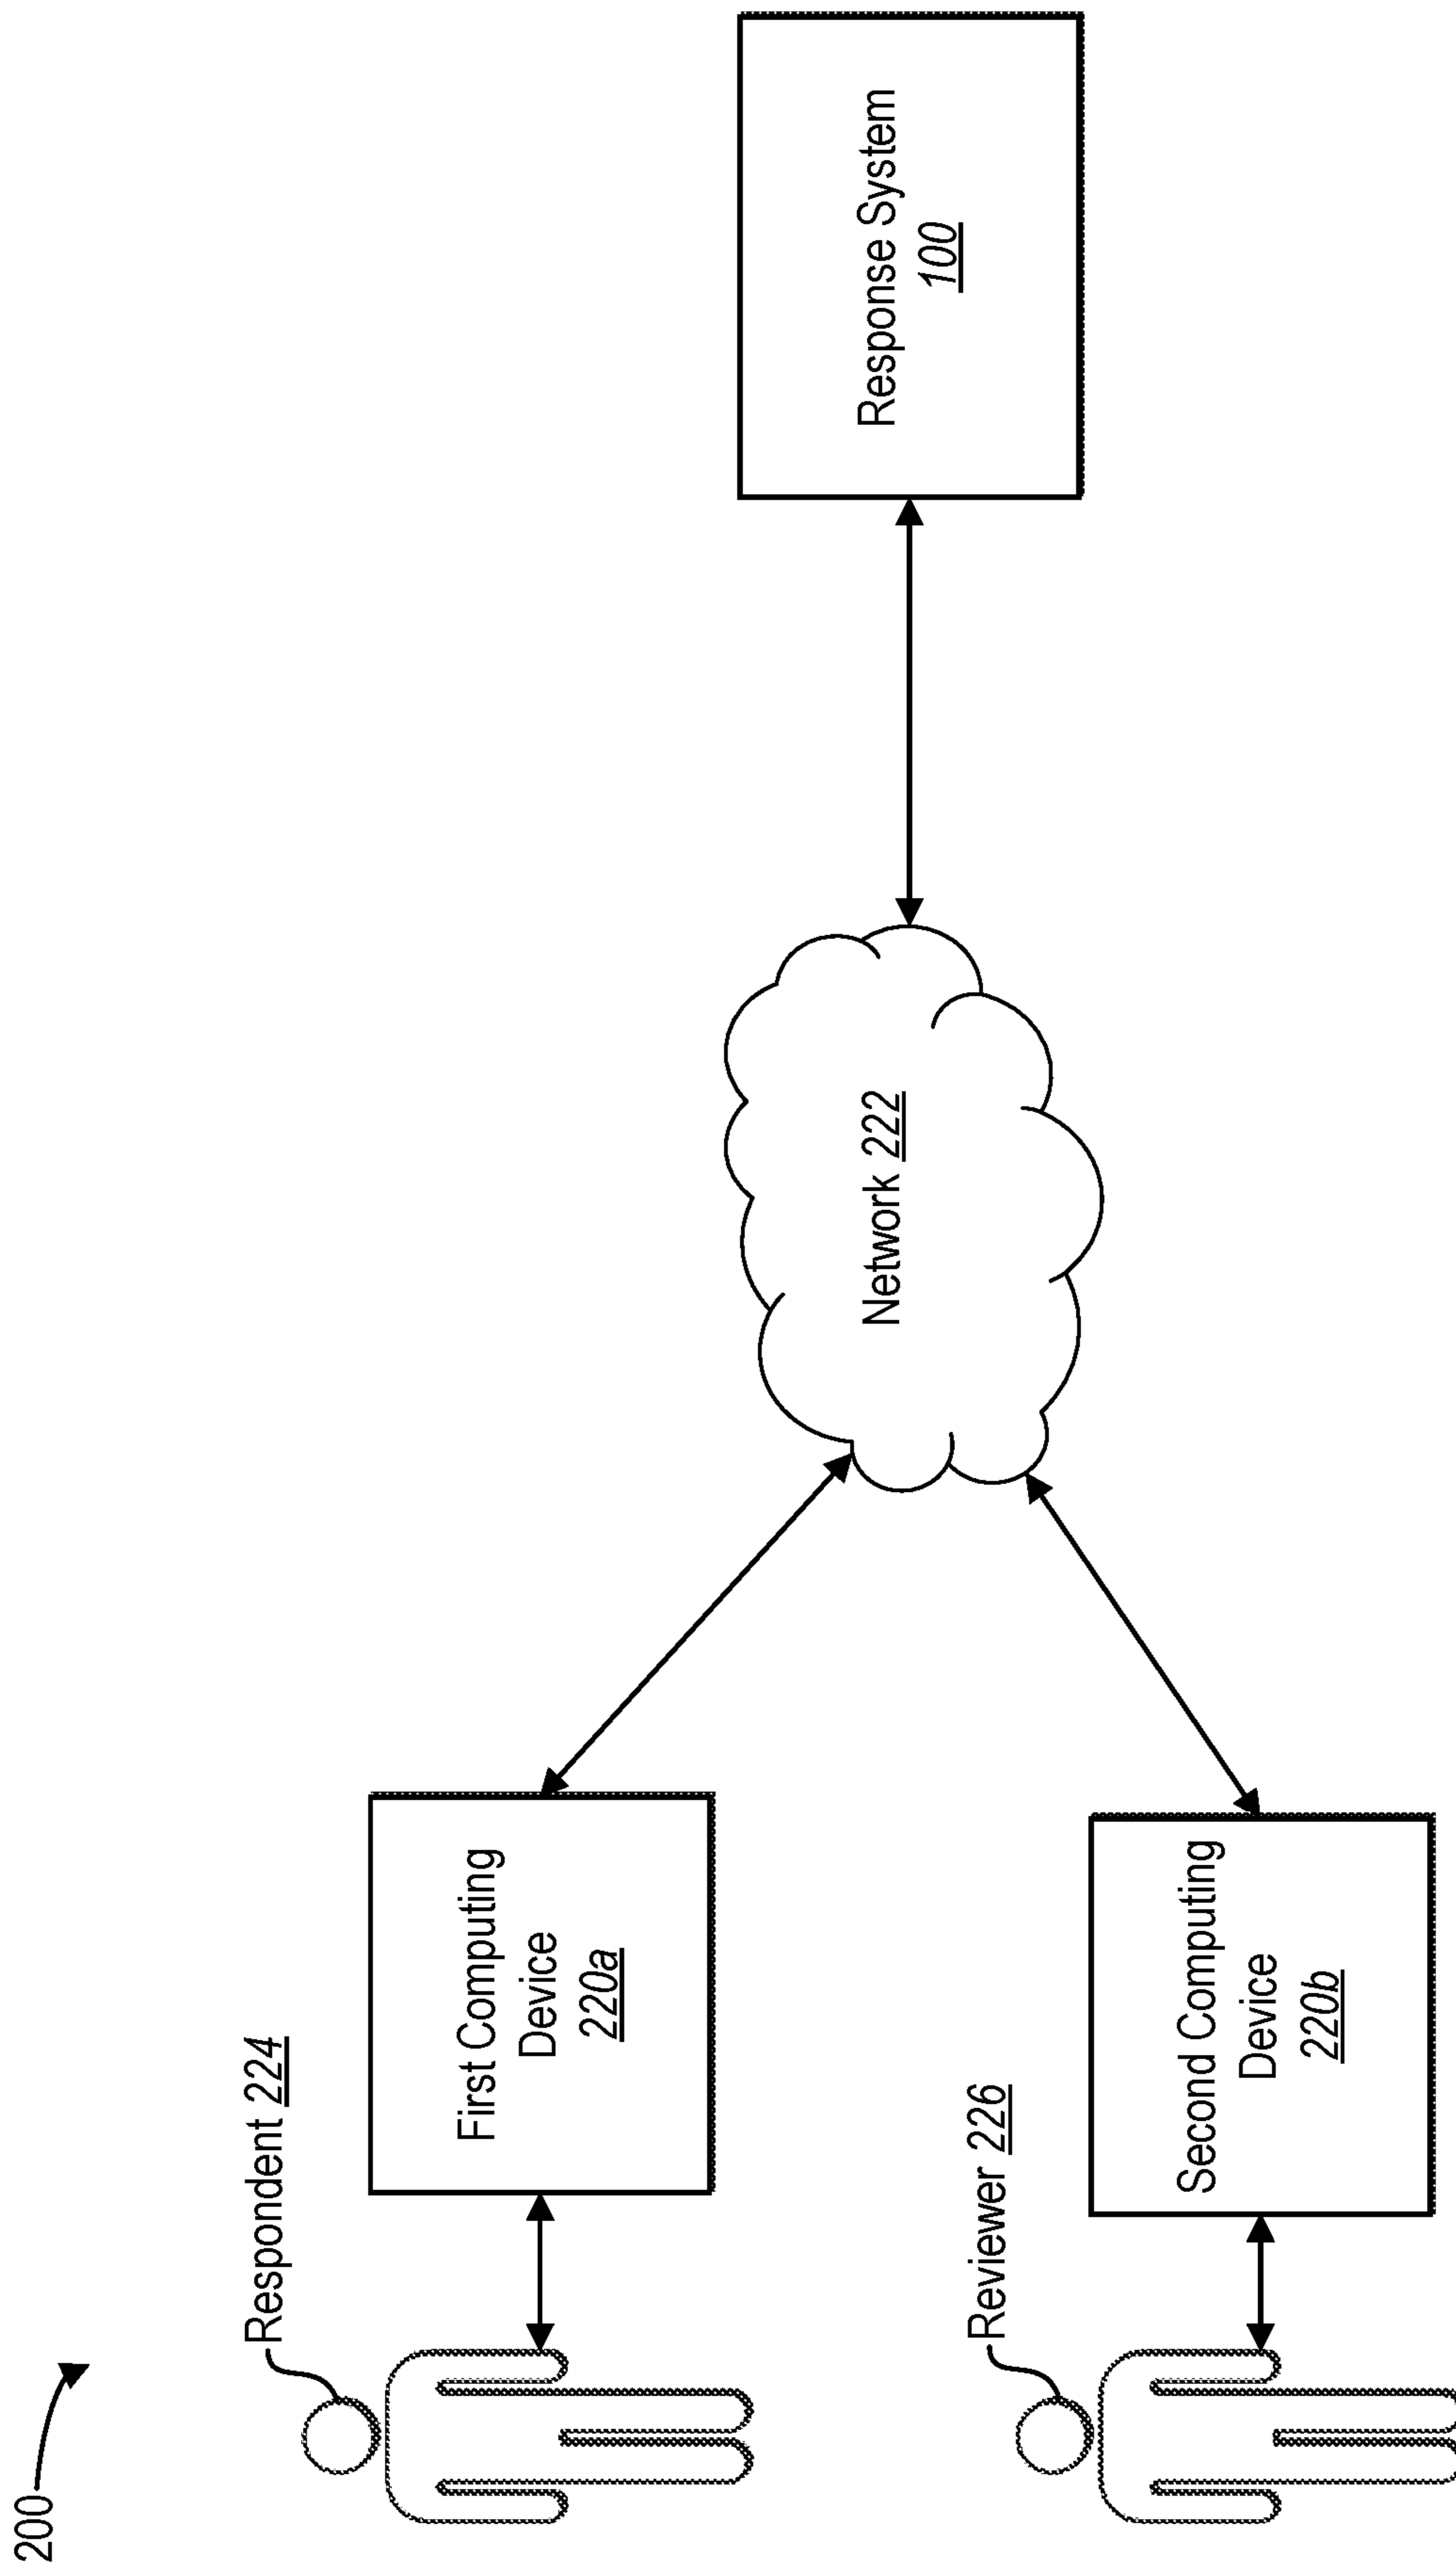 200
Respondent 224
First Computing
Device
220a
Network 222
Response System
100
Reviewer 226
Second Computing
Device
220b